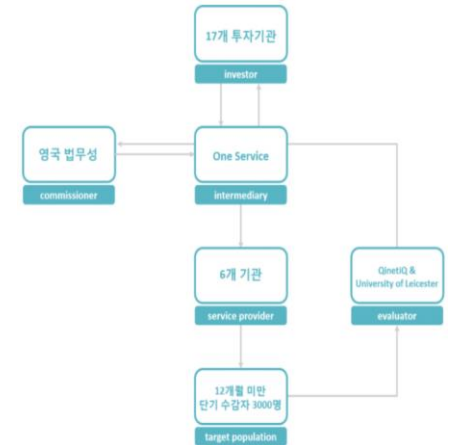 17개 투자기관
investor
영국 법무성
commissioner
One Service
intermediary
6개 기관
service provider
QinetiQ &
University of Leicester
evaluator
12개월 미만
단기 수감자 3000명
target population